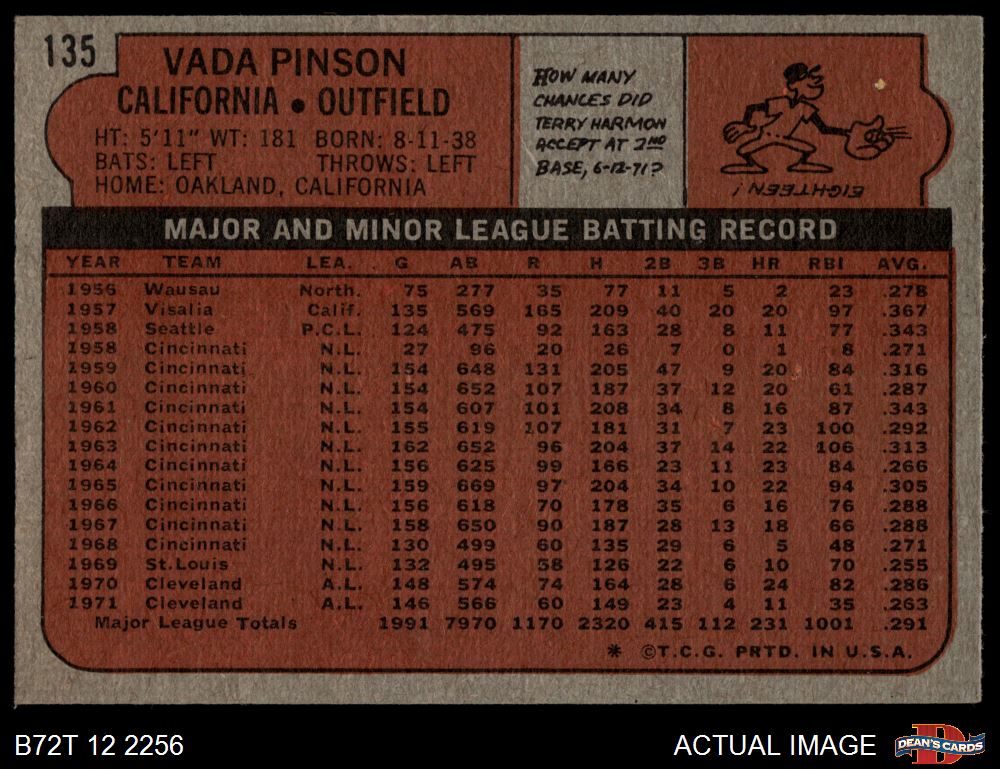 135
VADA PINSON
CALIFORNIA • OUTFIELD
HT: 5'11" WT: 181 BORN: 8-11-38
BATS: LEFT THROWS: LEFT
HOME: OAKLAND, CALIFORNIA
HOW MANY
CHANCES DID
TERRY HARMON
ACCEPT AT 2ND
BASE, 6-12-71?
EIGHTEEN!
MAJOR AND MINOR LEAGUE BATTING RECORD
YEAR TEAM LEA. G AB R H 2B 3B HR RBI AVG.
1956 Wausau North. 75 277 35 77 11 5 2 23 .278
1957 Visalia Calif. 135 569 165 209 40 20 20 97 .367
1958 Seattle P.C.L. 124 475 92 163 28 8 11 77 .343
1958 Cincinnati N.L. 27 96 20 26 7 0 1 8 .271
1959 Cincinnati N.L. 154 648 131 205 47 9 20 84 .316
1960 Cincinnati N.L. 154 652 107 187 37 12 20 61 .287
1961 Cincinnati N.L. 154 607 101 208 34 8 16 87 .343
1962 Cincinnati N.L. 155 619 107 181 31 7 23 100 .292
1963 Cincinnati N.L. 162 652 96 204 37 14 22 106 .313
1964 Cincinnati N.L. 156 625 99 166 23 11 23 84 .266
1965 Cincinnati N.L. 159 669 97 204 34 10 22 94 .305
1966 Cincinnati N.L. 156 618 70 178 35 6 16 76 .288
1967 Cincinnati N.L. 158 650 90 187 28 13 18 66 .288
1968 Cincinnati N.L. 130 499 60 135 29 6 5 48 .271
1969 St.Louis N.L. 132 495 58 126 22 6 10 70 .255
1970 Cleveland A.L. 148 574 74 164 28 6 24 82 .286
1971 Cleveland A.L. 146 566 60 149 23 4 11 35 .263
Major League Totals 1991 7970 1170 2320 415 112 231 1001 .291
* ©T.C.G. PRTD. IN U.S.A.
B72T 12 2256
ACTUAL IMAGE
DEAN'S CARDS